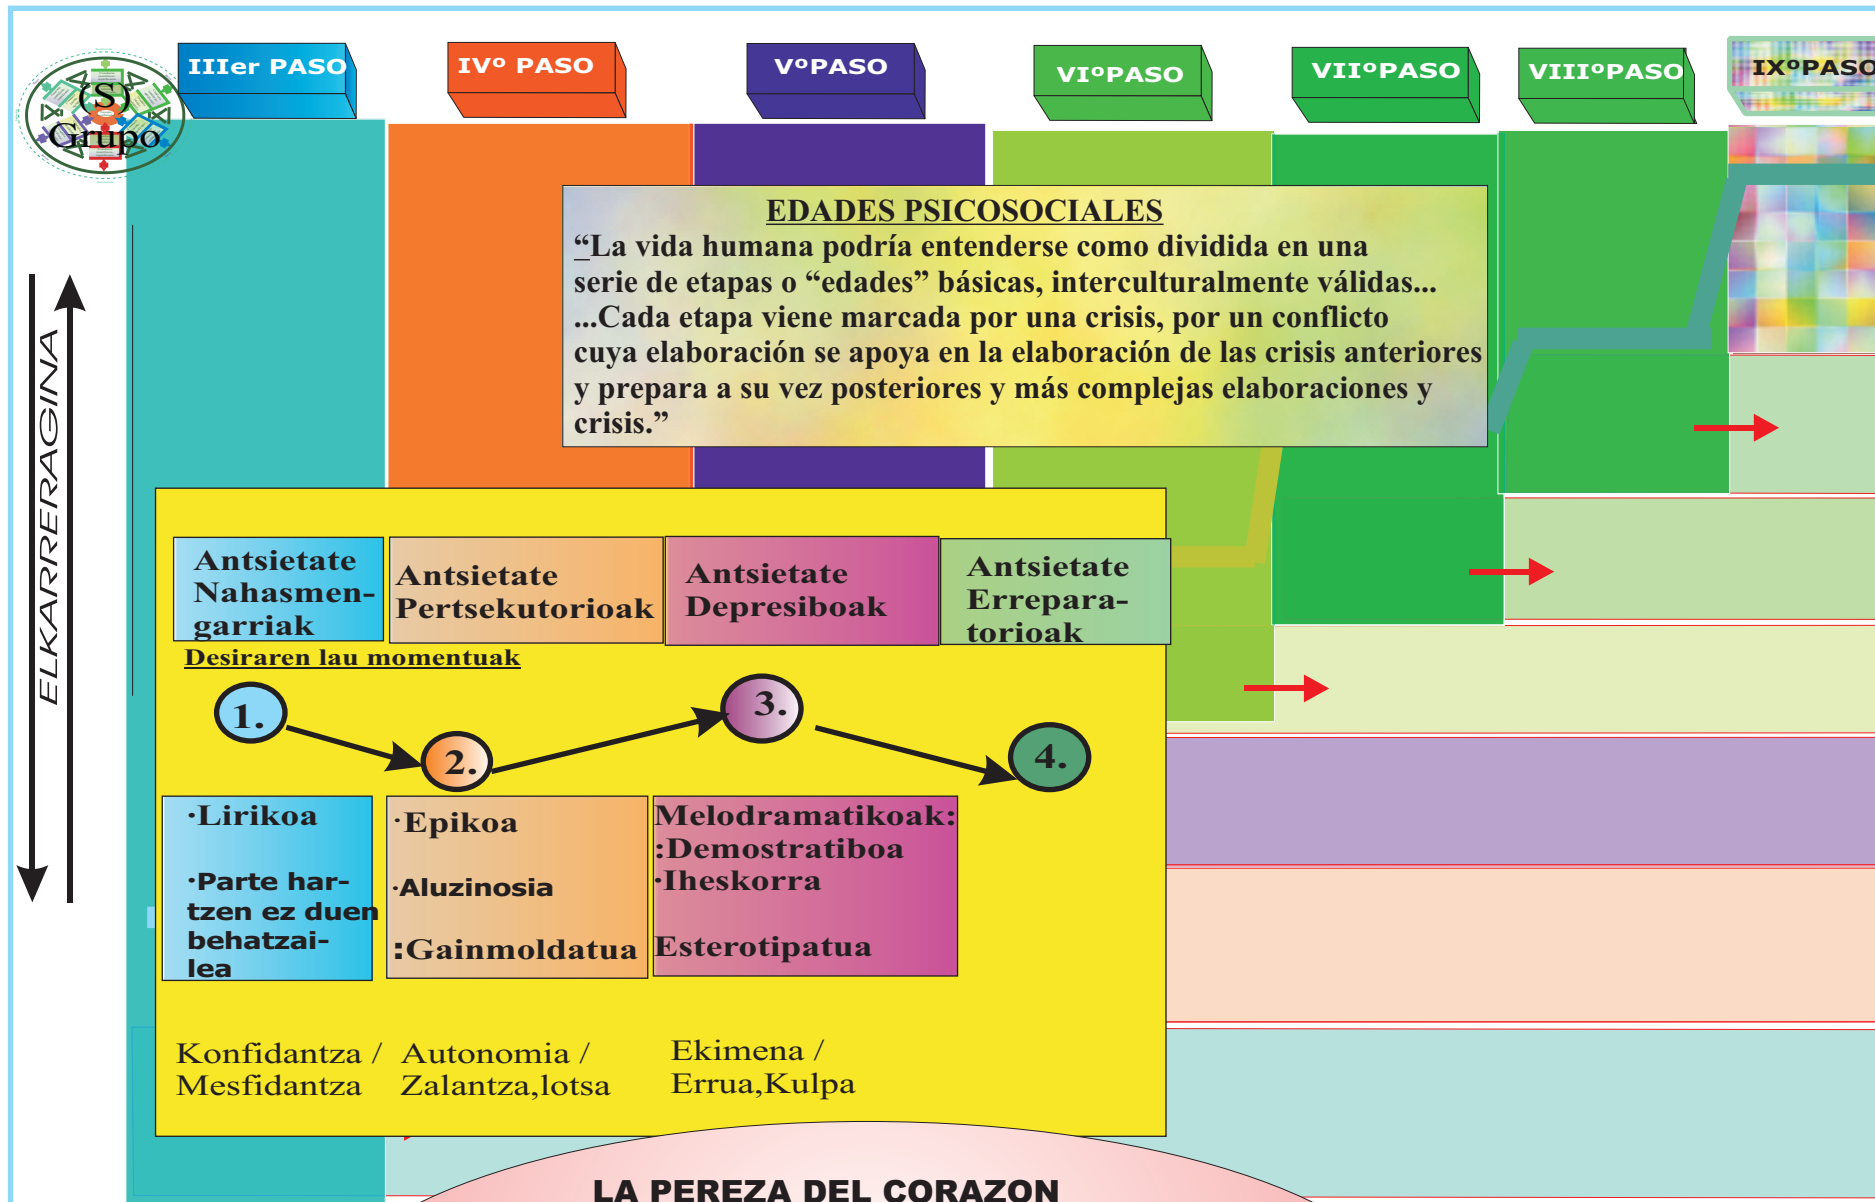 (S)
Grupo
IIIer PASO
IVº PASO
VºPASO
VIºPASO
VIIºPASO
VIIIºPASO
IXºPASO
ELKARRERAGINA
EDADES PSICOSOCIALES
“La vida humana podría entenderse como dividida en una
serie de etapas o “edades” básicas, interculturalmente válidas...
...Cada etapa viene marcada por una crisis, por un conflicto
cuya elaboración se apoya en la elaboración de las crisis anteriores
y prepara a su vez posteriores y más complejas elaboraciones y
crisis.”
Antsietate
Nahasmen-
garriak
Antsietate
Pertsekutorioak
Antsietate
Depresiboak
Antsietate
Errepara-
torioak
Desiraren lau momentuak
1.
2.
3.
4.
·Lirikoa
·Parte har-
tzen ez duen
behatzai-
lea
·Epikoa
·Aluzinosia
:Gainmoldatua
Melodramatikoak:
:Demostratiboa
·Iheskorra
Esterotipatua
Konfidantza /
Mesfidantza
Autonomia /
Zalantza,lotsa
Ekimena /
Errua,Kulpa
LA PEREZA DEL CORAZON